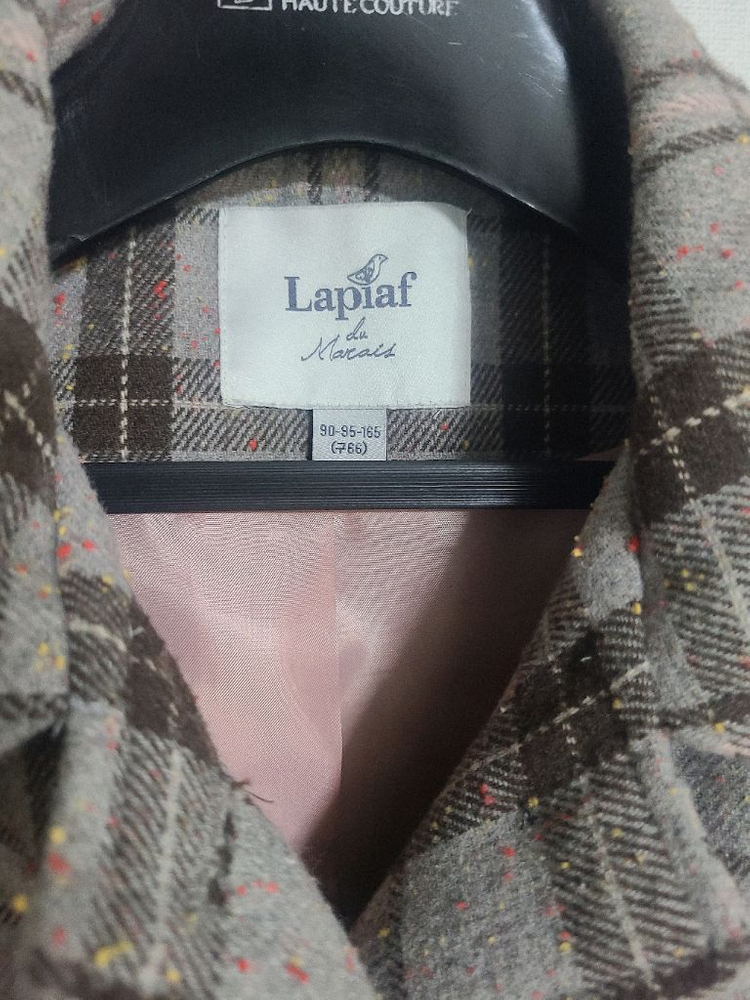 HAUTE COUTURE
Lapiaf
du
Marais
90-95-165
(766)